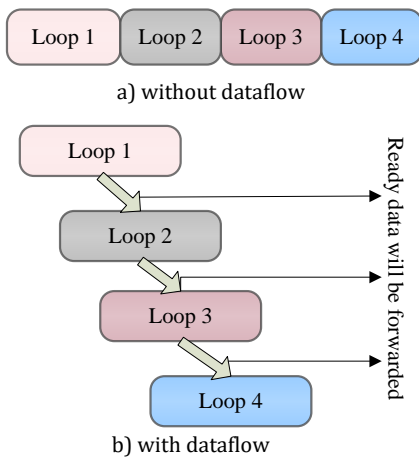 Loop 1 Loop 2 Loop 3 Loop 4
a) without dataflow
Loop 1
Loop 2
Loop 3
Loop 4
Ready data will be forwarded
b) with dataflow